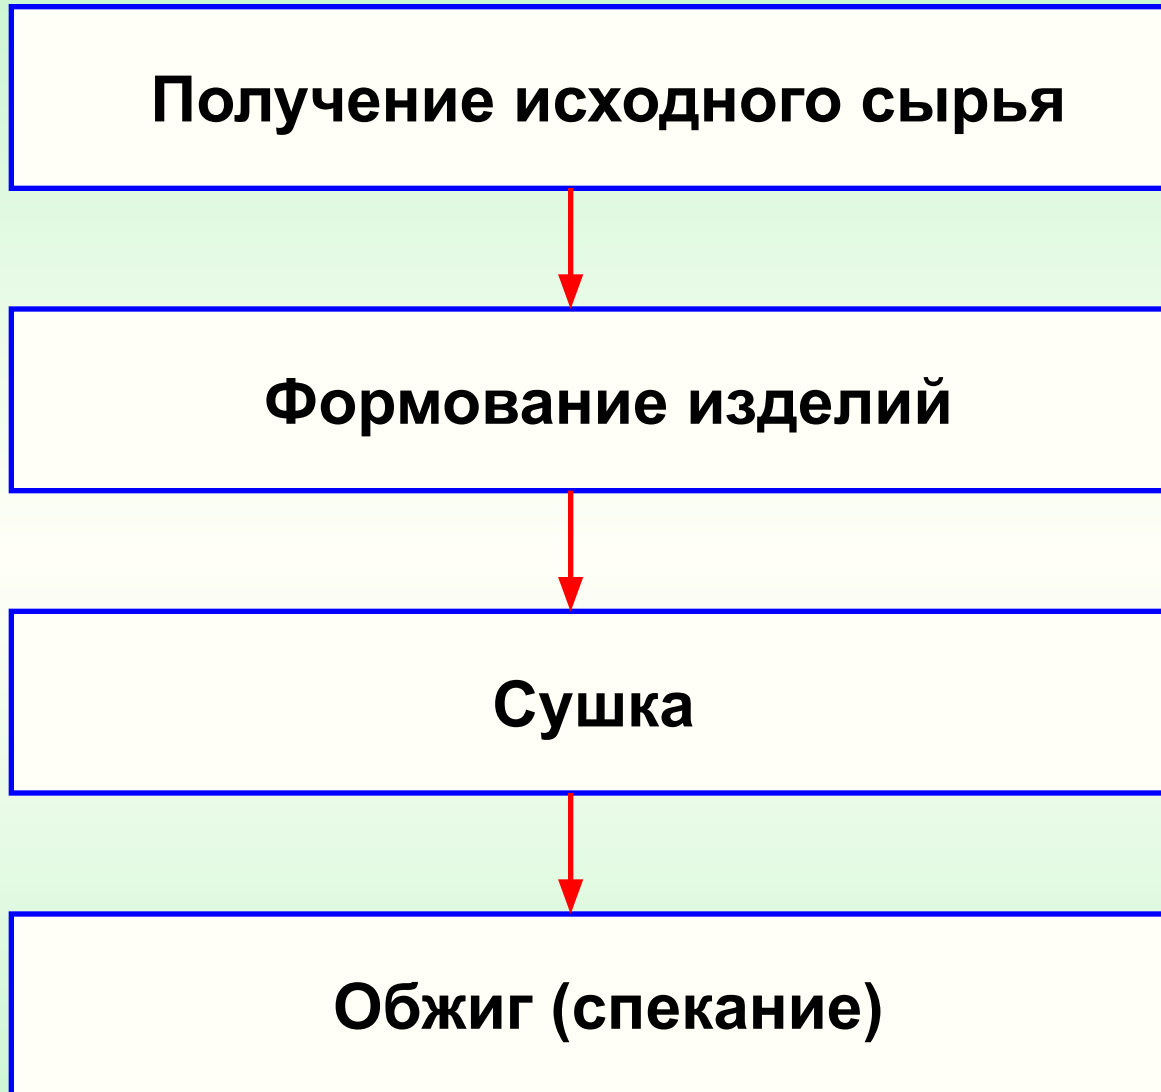 Получение исходного сырья
Формование изделий
Сушка
Обжиг (спекание)